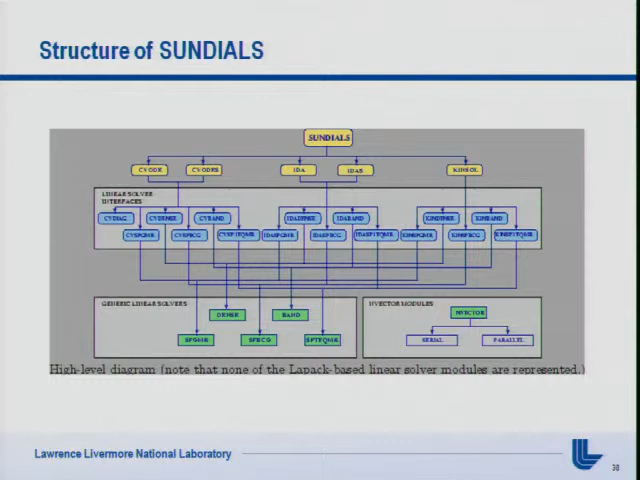 Structure of SUNDIALS
SUNDIALS
CVODE CVODES IDA IDAS KINSOL
LINEAR SOLVER
INTERFACES
CVDIAG CVDENSE CVBAND IDADENSE IDABAND KINDENSE KINBAND
CVSPGMR CVSPBCG CVSPTFQMR IDASPGMR IDASPBCG IDASPTFQMR KINSPGMR KINSPBCG KINSPTFQMR
GENERIC LINEAR SOLVERS
NVECTOR MODULES
DENSE BAND
NVECTOR
SPGMR SPBCG SPTFQMR
SERIAL PARALLEL
High-level diagram (note that none of the Lapack-based linear solver modules are represented.)
Lawrence Livermore National Laboratory
30